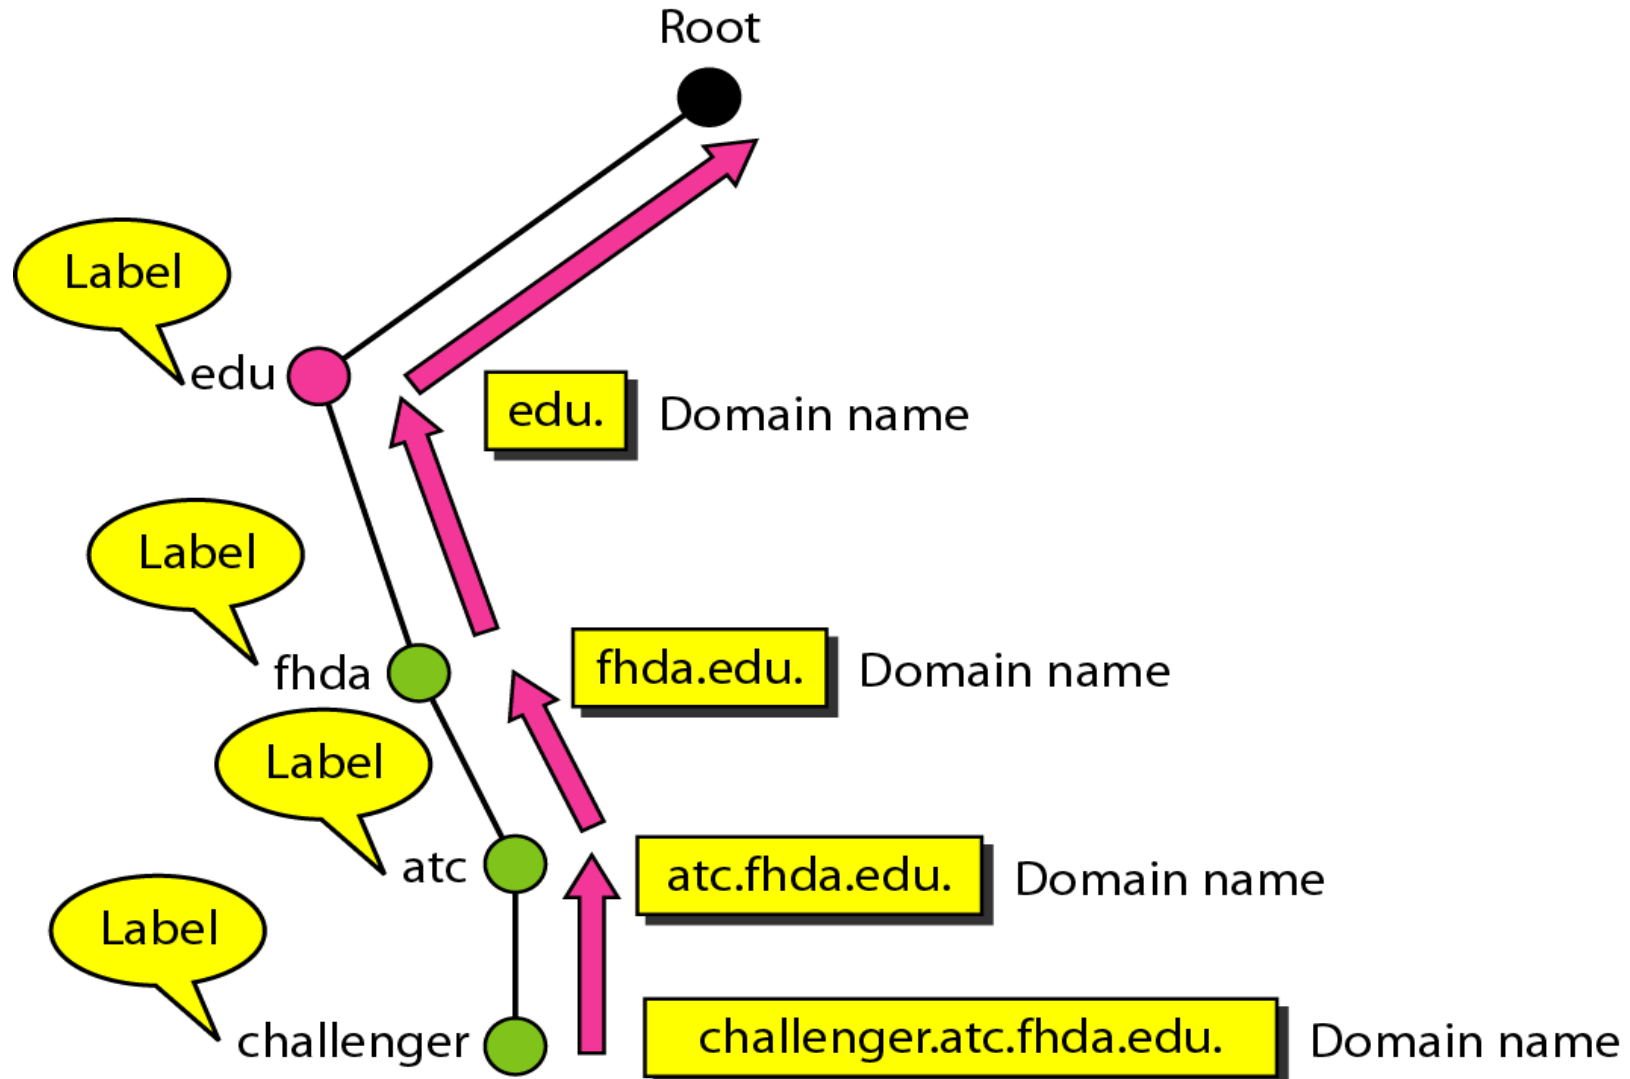 Root
Label
edu
edu.
Domain name
Label
fhda
fhda.edu.
Domain name
Label
atc
atc.fhda.edu.
Domain name
Label
challenger
challenger.atc.fhda.edu.
Domain name